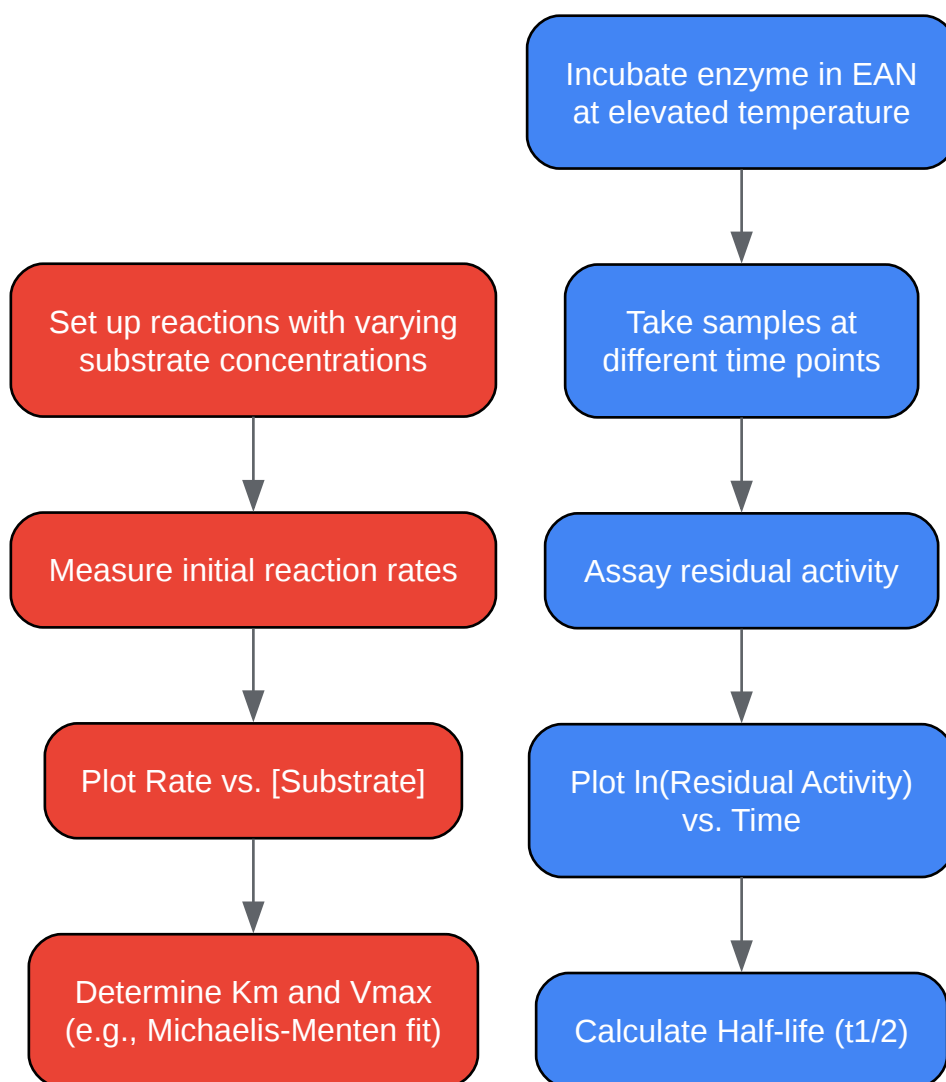 Set up reactions with varying
substrate concentrations
Measure initial reaction rates
Plot Rate vs. [Substrate]
Determine Km and Vmax
(e.g., Michaelis-Menten fit)
Incubate enzyme in EAN
at elevated temperature
Take samples at
different time points
Assay residual activity
Plot ln(Residual Activity)
vs. Time
Calculate Half-life (t1/2)